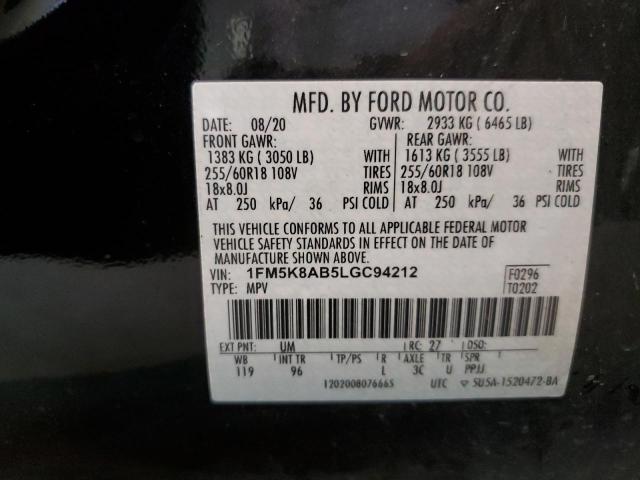 MFD. BY FORD MOTOR CO.
DATE: 08/20 GVWR: 2933 KG ( 6465 LB)
FRONT GAWR: REAR GAWR:
1383 KG ( 3050 LB) WITH 1613 KG ( 3555 LB) WITH
255/60R18 108V TIRES 255/60R18 108V TIRES
18x8.0J RIMS 18x8.0J RIMS
AT 250 kPa/ 36 PSI COLD AT 250 kPa/ 36 PSI COLD
THIS VEHICLE CONFORMS TO ALL APPLICABLE FEDERAL MOTOR
VEHICLE SAFETY STANDARDS IN EFFECT ON THE DATE OF
MANUFACTURE SHOWN ABOVE.
VIN: 1FM5K8AB5LGC94212 F0296
TYPE: MPV T0202
EXT PNT: UM RC: 27 DSO:
WB INT TR TP/PS R AXLE TR SPR
119 96 L 3C U PPJJ
12020080766​65 UTC 5U5A-1520472-BA